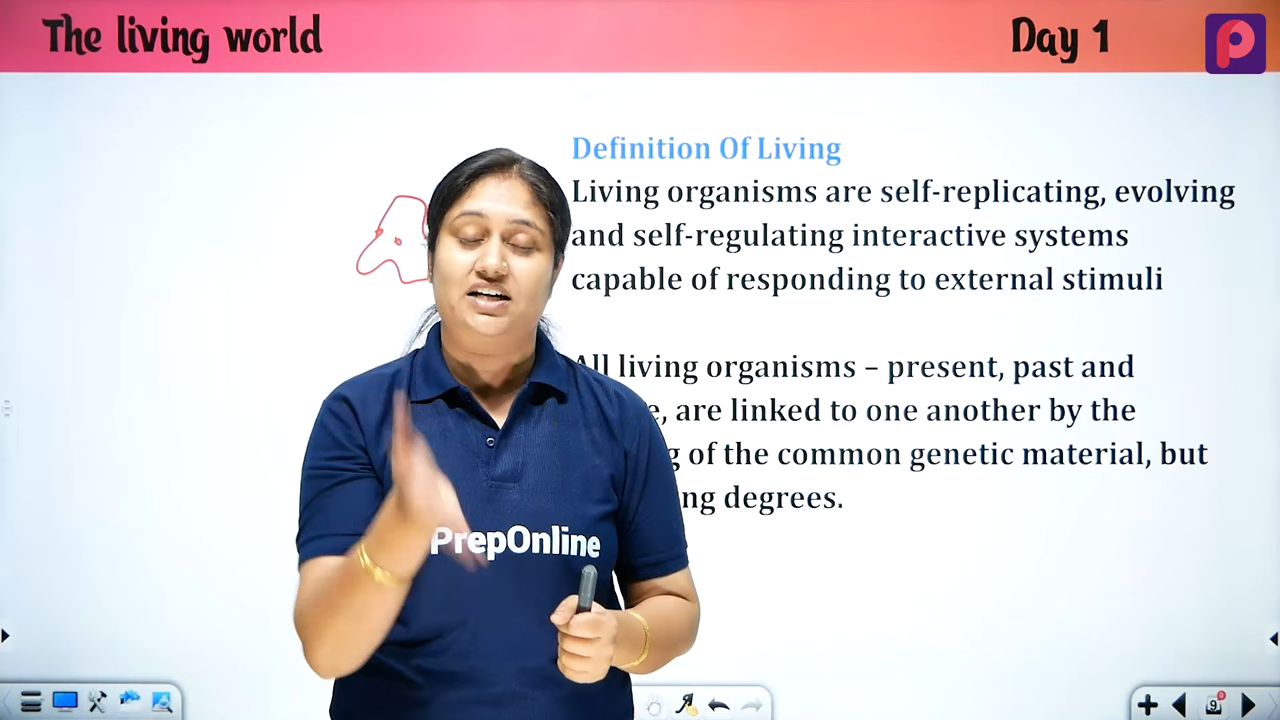 The living world
Day 1
Definition Of Living
Living organisms are self-replicating, evolving
and self-regulating interactive systems
capable of responding to external stimuli
All living organisms – present, past and
are linked to one another by the
of the common genetic material, but
degrees.
PrepOnline
9